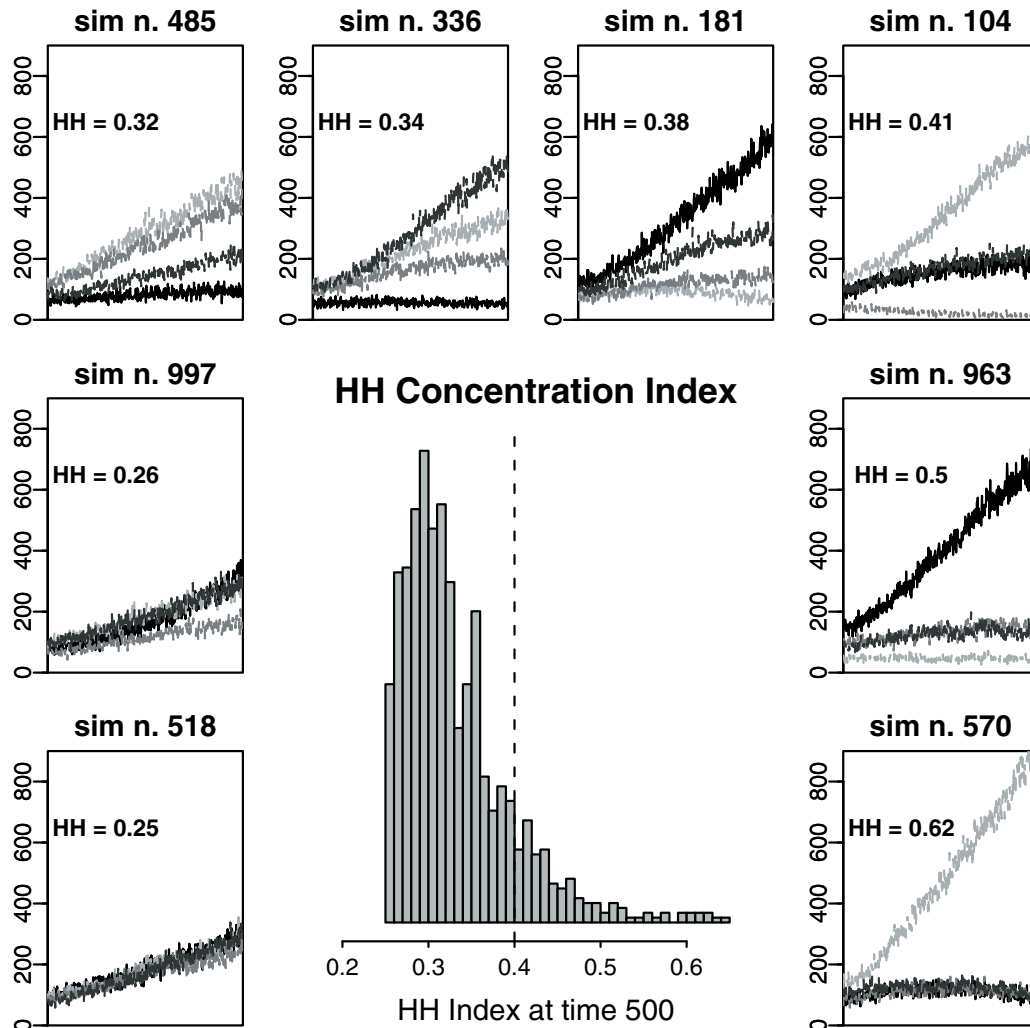 sim n. 485
800
600
400
200
0
HH = 0.32
sim n. 336
800
600
400
200
0
HH = 0.34
sim n. 181
800
600
400
200
0
HH = 0.38
sim n. 104
800
600
400
200
0
HH = 0.41
sim n. 997
800
600
400
200
0
HH = 0.26
HH Concentration Index
0.2 0.3 0.4 0.5 0.6
HH Index at time 500
sim n. 963
800
600
400
200
0
HH = 0.5
sim n. 518
800
600
400
200
0
HH = 0.25
sim n. 570
800
600
400
200
0
HH = 0.62